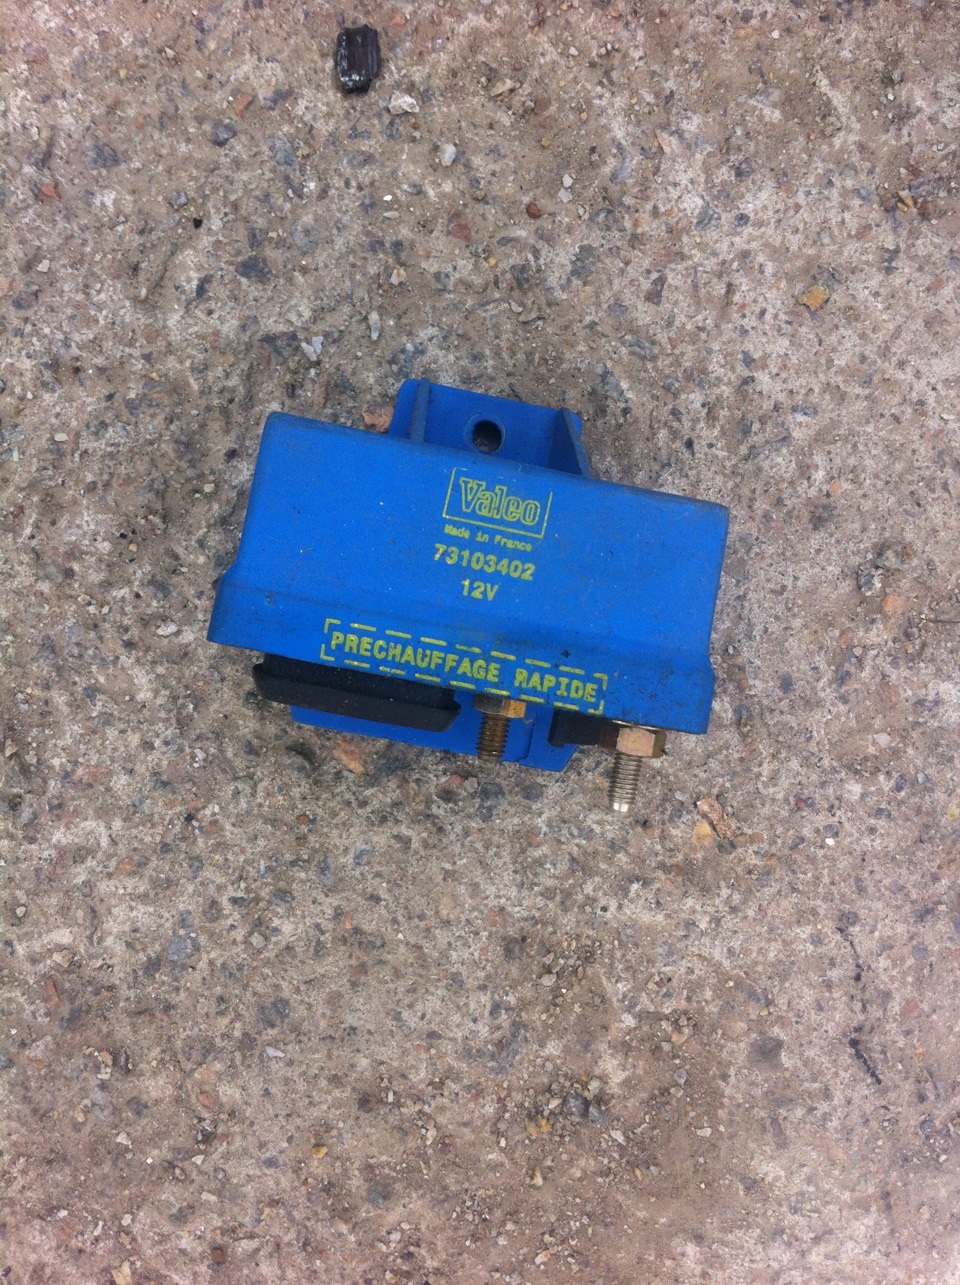 Valeo
Made in France
73103402
12V
PRECHAUFFAGE RAPIDE